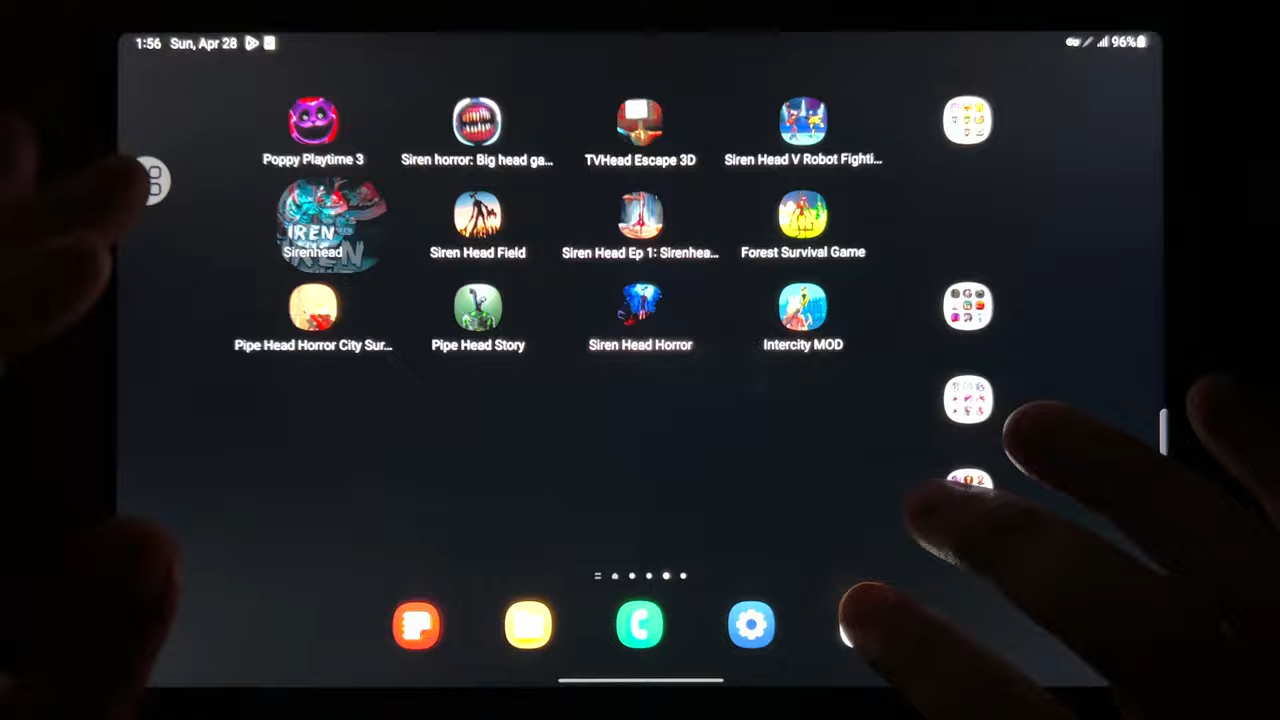 1:56 Sun, Apr 28
96%
Poppy Playtime 3
Siren horror: Big head ga...
TVHead Escape 3D
Siren Head V Robot Fighti...
IREN
Sirenhead
Siren Head Field
Siren Head Ep 1: Sirenhea...
Forest Survival Game
Pipe Head Horror City Sur...
Pipe Head Story
Siren Head Horror
Intercity MOD